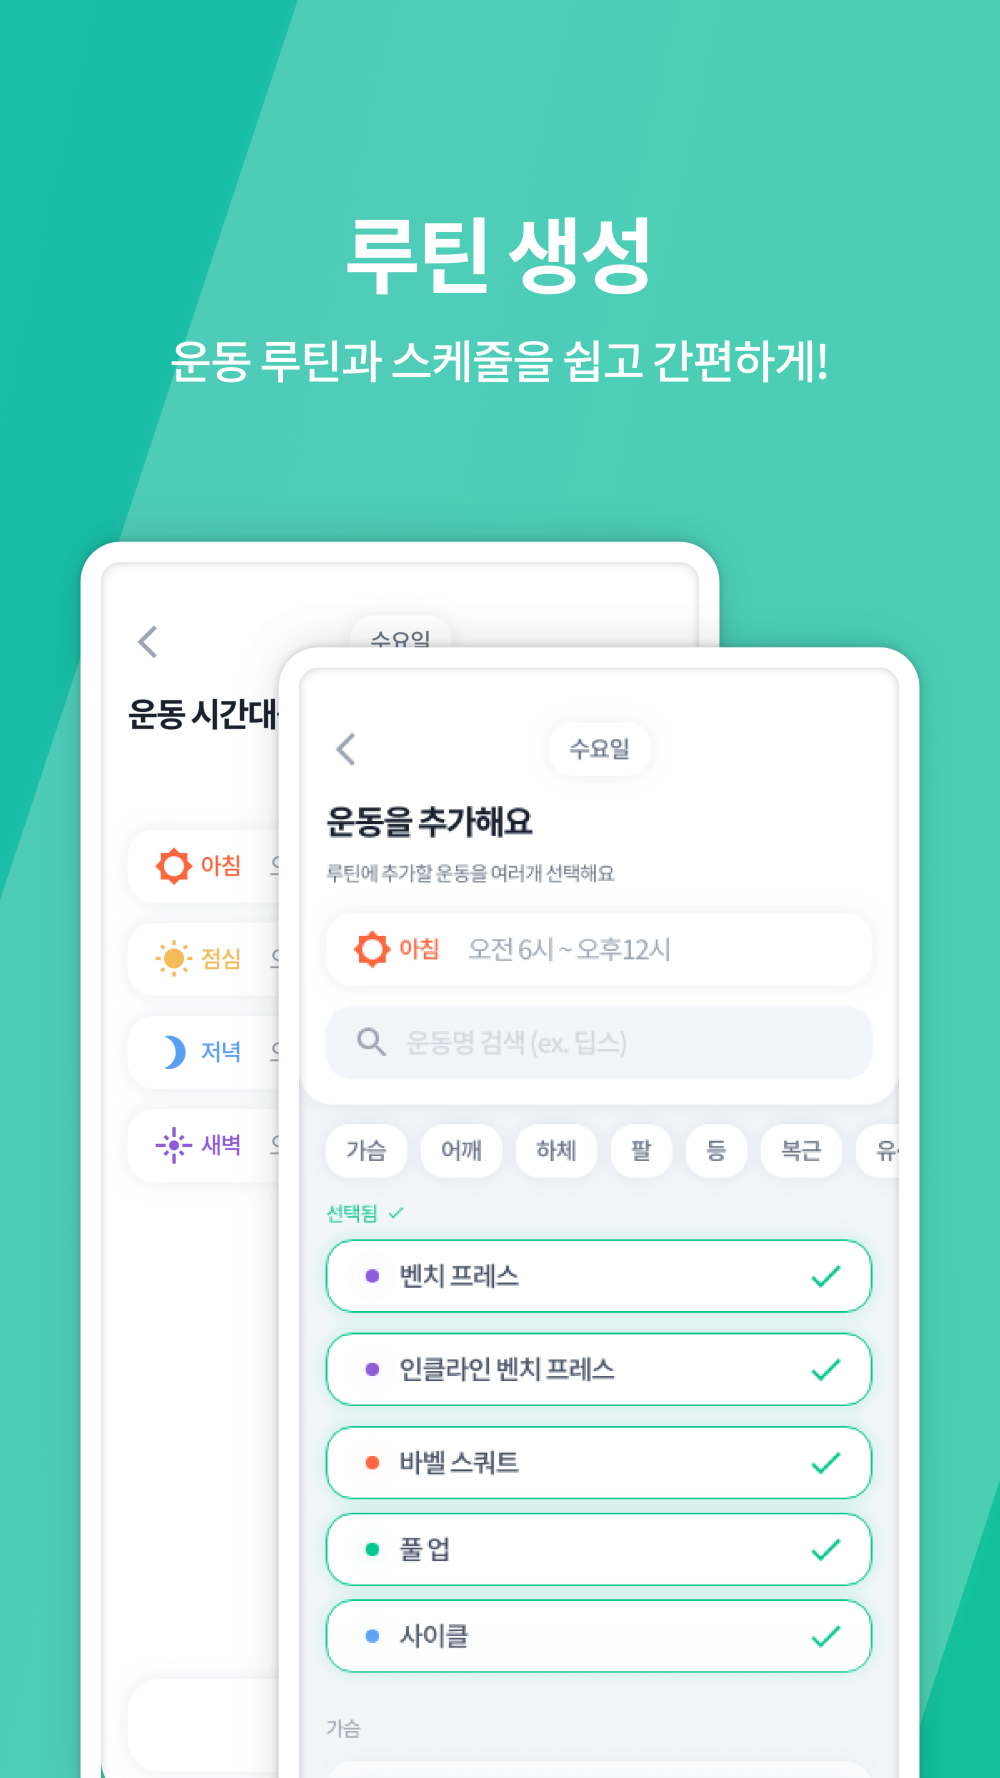 루틴 생성
운동 루틴과 스케줄을 쉽고 간편하게!
수요일
운동 시간대
아침
점심
저녁
새벽
수요일
운동을 추가해요
루틴에 추가할 운동을 여러개 선택해요
아침 오전 6시 ~ 오후12시
운동명 검색 (ex. 딥스)
가슴 어깨 하체 팔 등 복근 유
선택됨
벤치 프레스
인클라인 벤치 프레스
바벨 스쿼트
풀 업
사이클
가슴